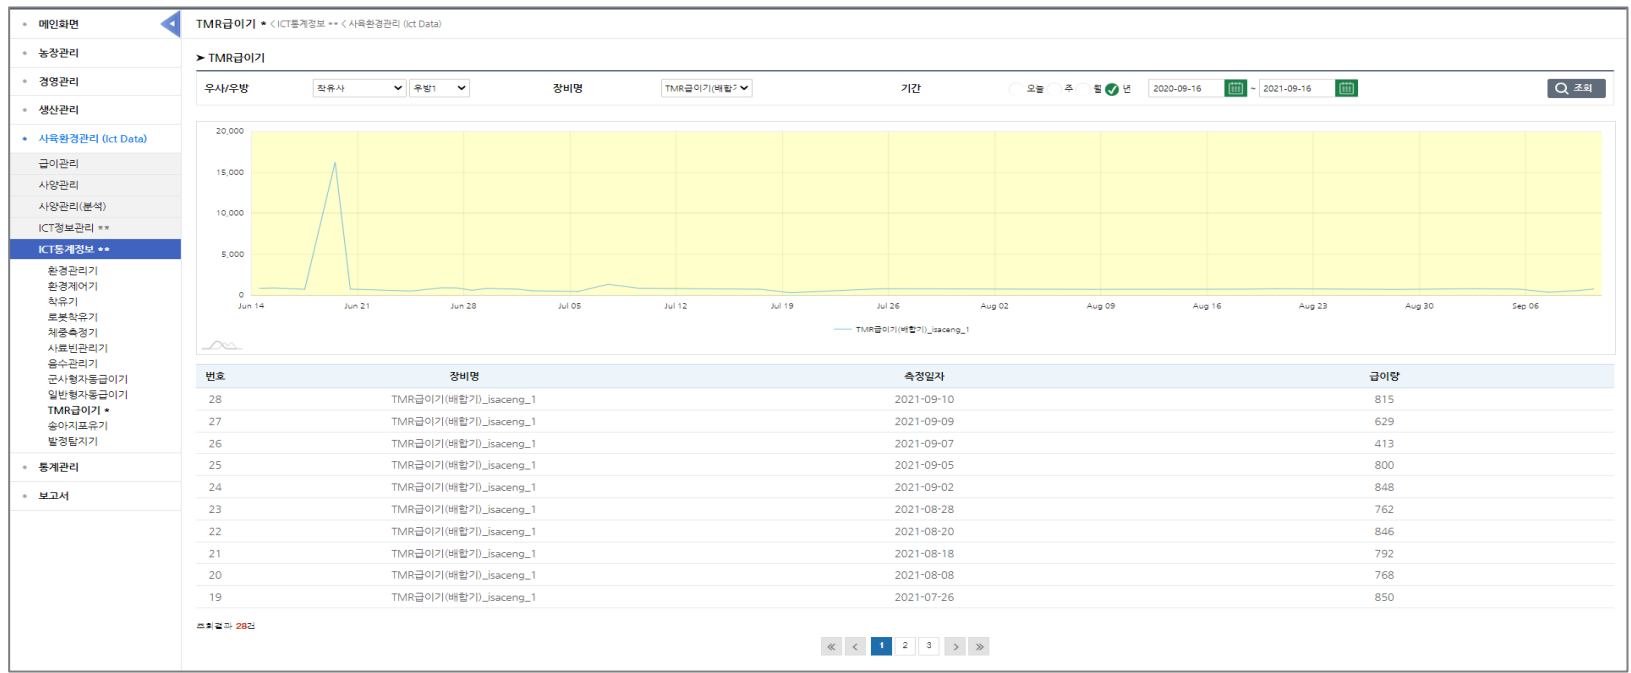 메인화면
농장관리
경영관리
생산관리
사육환경관리 (Ict Data)
급이관리
사양관리
사양관리(분석)
ICT정보관리 **
ICT통계정보 **
환경관리기
환경제어기
착유기
로봇착유기
체중측정기
사료빈관리기
음수관리기
군사형자동급이기
일반형자동급이기
TMR급이기 *
송아지포유기
발정탐지기
통계관리
보고서
TMR급이기 * < ICT통계정보 ** < 사육환경관리 (Ict Data)
➤ TMR급이기
우사/우방 착유사 우방1 장비명 TMR급이기(배합기 기간 오늘 주 월 년 2020-09-16 ~ 2021-09-16 조회
20,000
15,000
10,000
5,000
0
Jun 14 Jun 21 Jun 28 Jul 05 Jul 12 Jul 19 Jul 26 Aug 02 Aug 09 Aug 16 Aug 23 Aug 30 Sep 06
TMR급이기(배합기)_isaceng_1
번호 장비명 측정일자 급이량
28 TMR급이기(배합기)_isaceng_1 2021-09-10 815
27 TMR급이기(배합기)_isaceng_1 2021-09-09 629
26 TMR급이기(배합기)_isaceng_1 2021-09-07 413
25 TMR급이기(배합기)_isaceng_1 2021-09-05 800
24 TMR급이기(배합기)_isaceng_1 2021-09-02 848
23 TMR급이기(배합기)_isaceng_1 2021-08-28 762
22 TMR급이기(배합기)_isaceng_1 2021-08-20 846
21 TMR급이기(배합기)_isaceng_1 2021-08-18 792
20 TMR급이기(배합기)_isaceng_1 2021-08-08 768
19 TMR급이기(배합기)_isaceng_1 2021-07-26 850
조회결과 28건
« < 1 2 3 > »